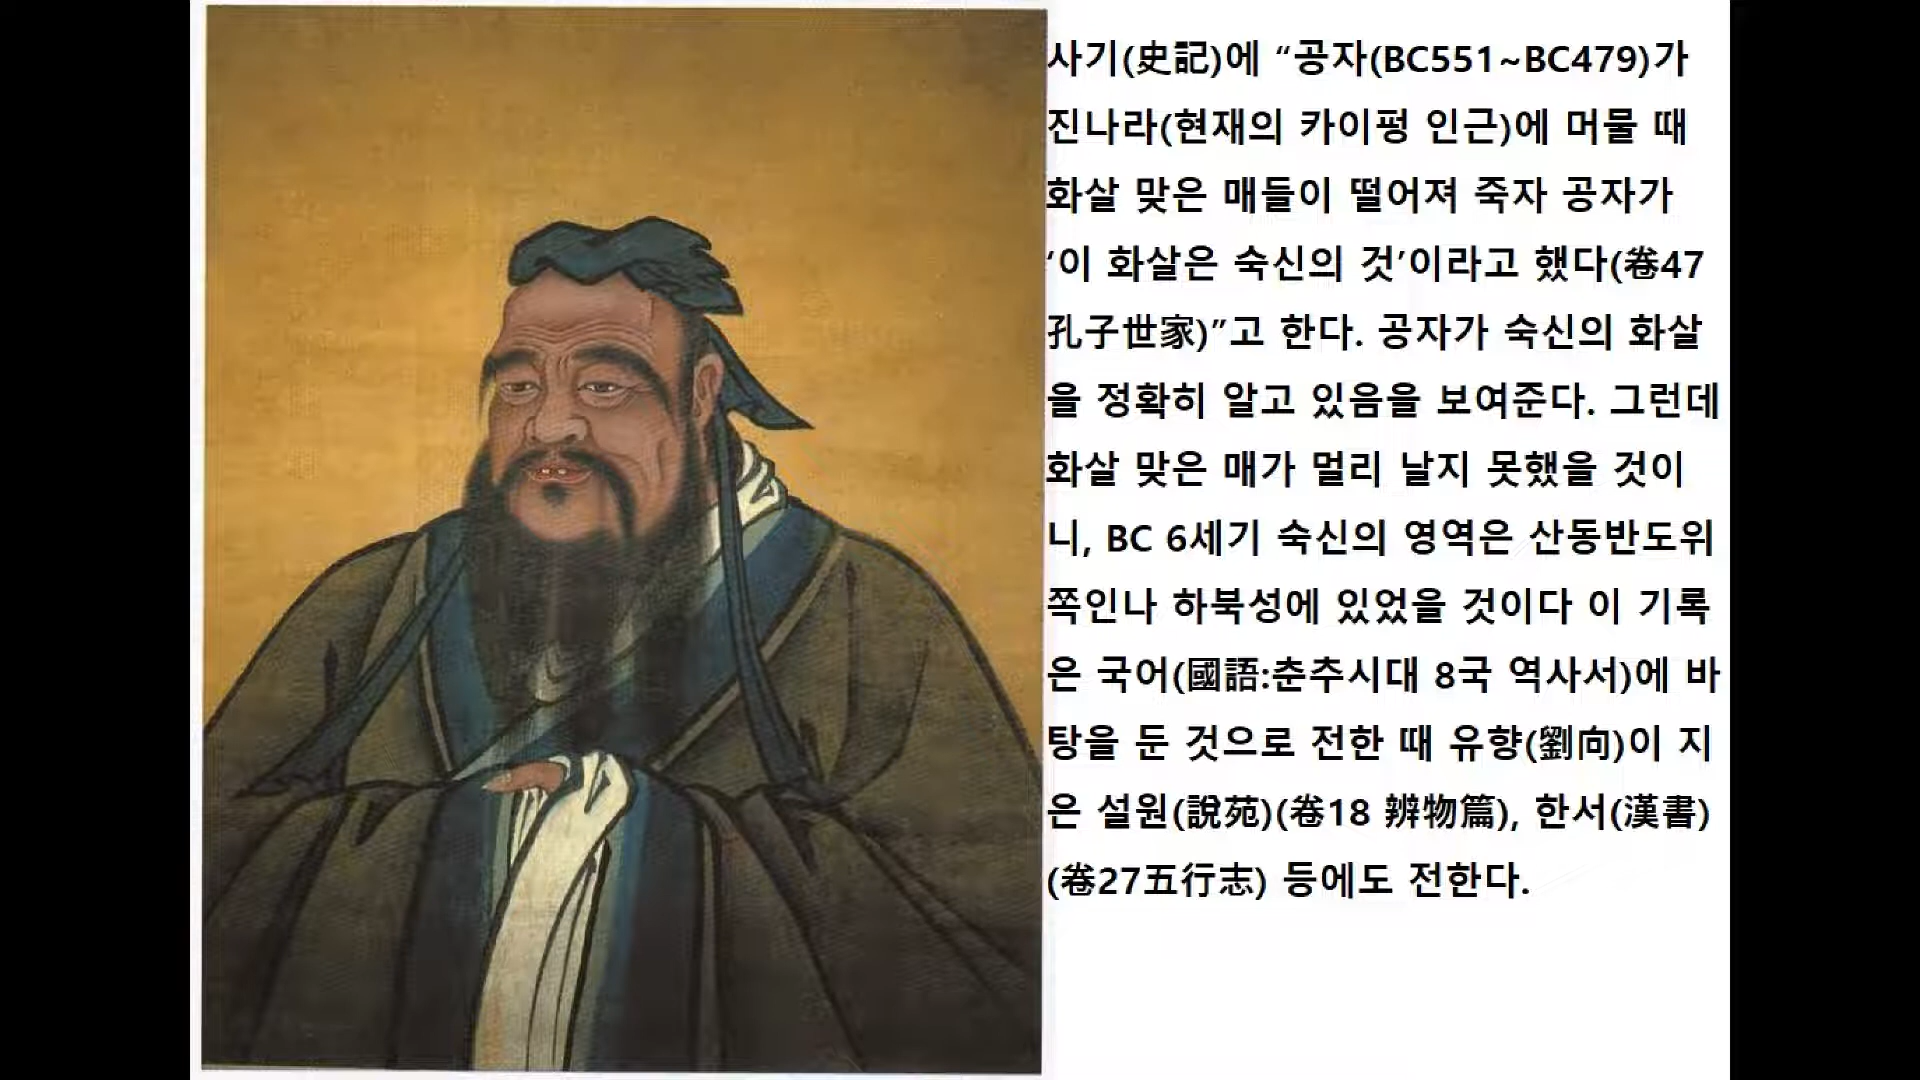 사기(史記)에 “공자(BC551~BC479)가
진나라(현재의 카이펑 인근)에 머물 때
화살 맞은 매들이 떨어져 죽자 공자가
‘이 화살은 숙신의 것’이라고 했다(卷47
孔子世家)”고 한다. 공자가 숙신의 화살
을 정확히 알고 있음을 보여준다. 그런데
화살 맞은 매가 멀리 날지 못했을 것이
니, BC 6세기 숙신의 영역은 산동반도위
쪽인나 하북성에 있었을 것이다 이 기록
은 국어(國語:춘추시대 8국 역사서)에 바
탕을 둔 것으로 전한 때 유향(劉向)이 지
은 설원(說苑)(卷18 辨物篇), 한서(漢書)
(卷27五行志) 등에도 전한다.